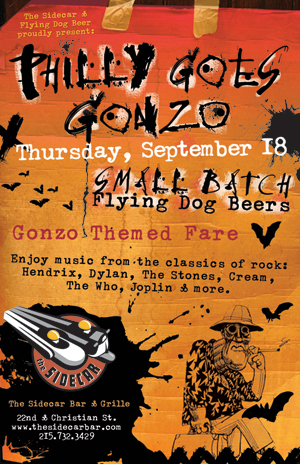 The Sidecar &
Flying Dog Beer
proudly present:
PHILLY GOES
GONZO
Thursday, September 18
SMALL BATCH
Flying Dog Beers
Gonzo Themed Fare
Enjoy music from the classics of rock:
Hendrix, Dylan, The Stones, Cream,
The Who, Joplin & more.
the SIDECAR
The Sidecar Bar & Grille
22nd & Christian St.
www.thesidecarbar.com
215.732.3429